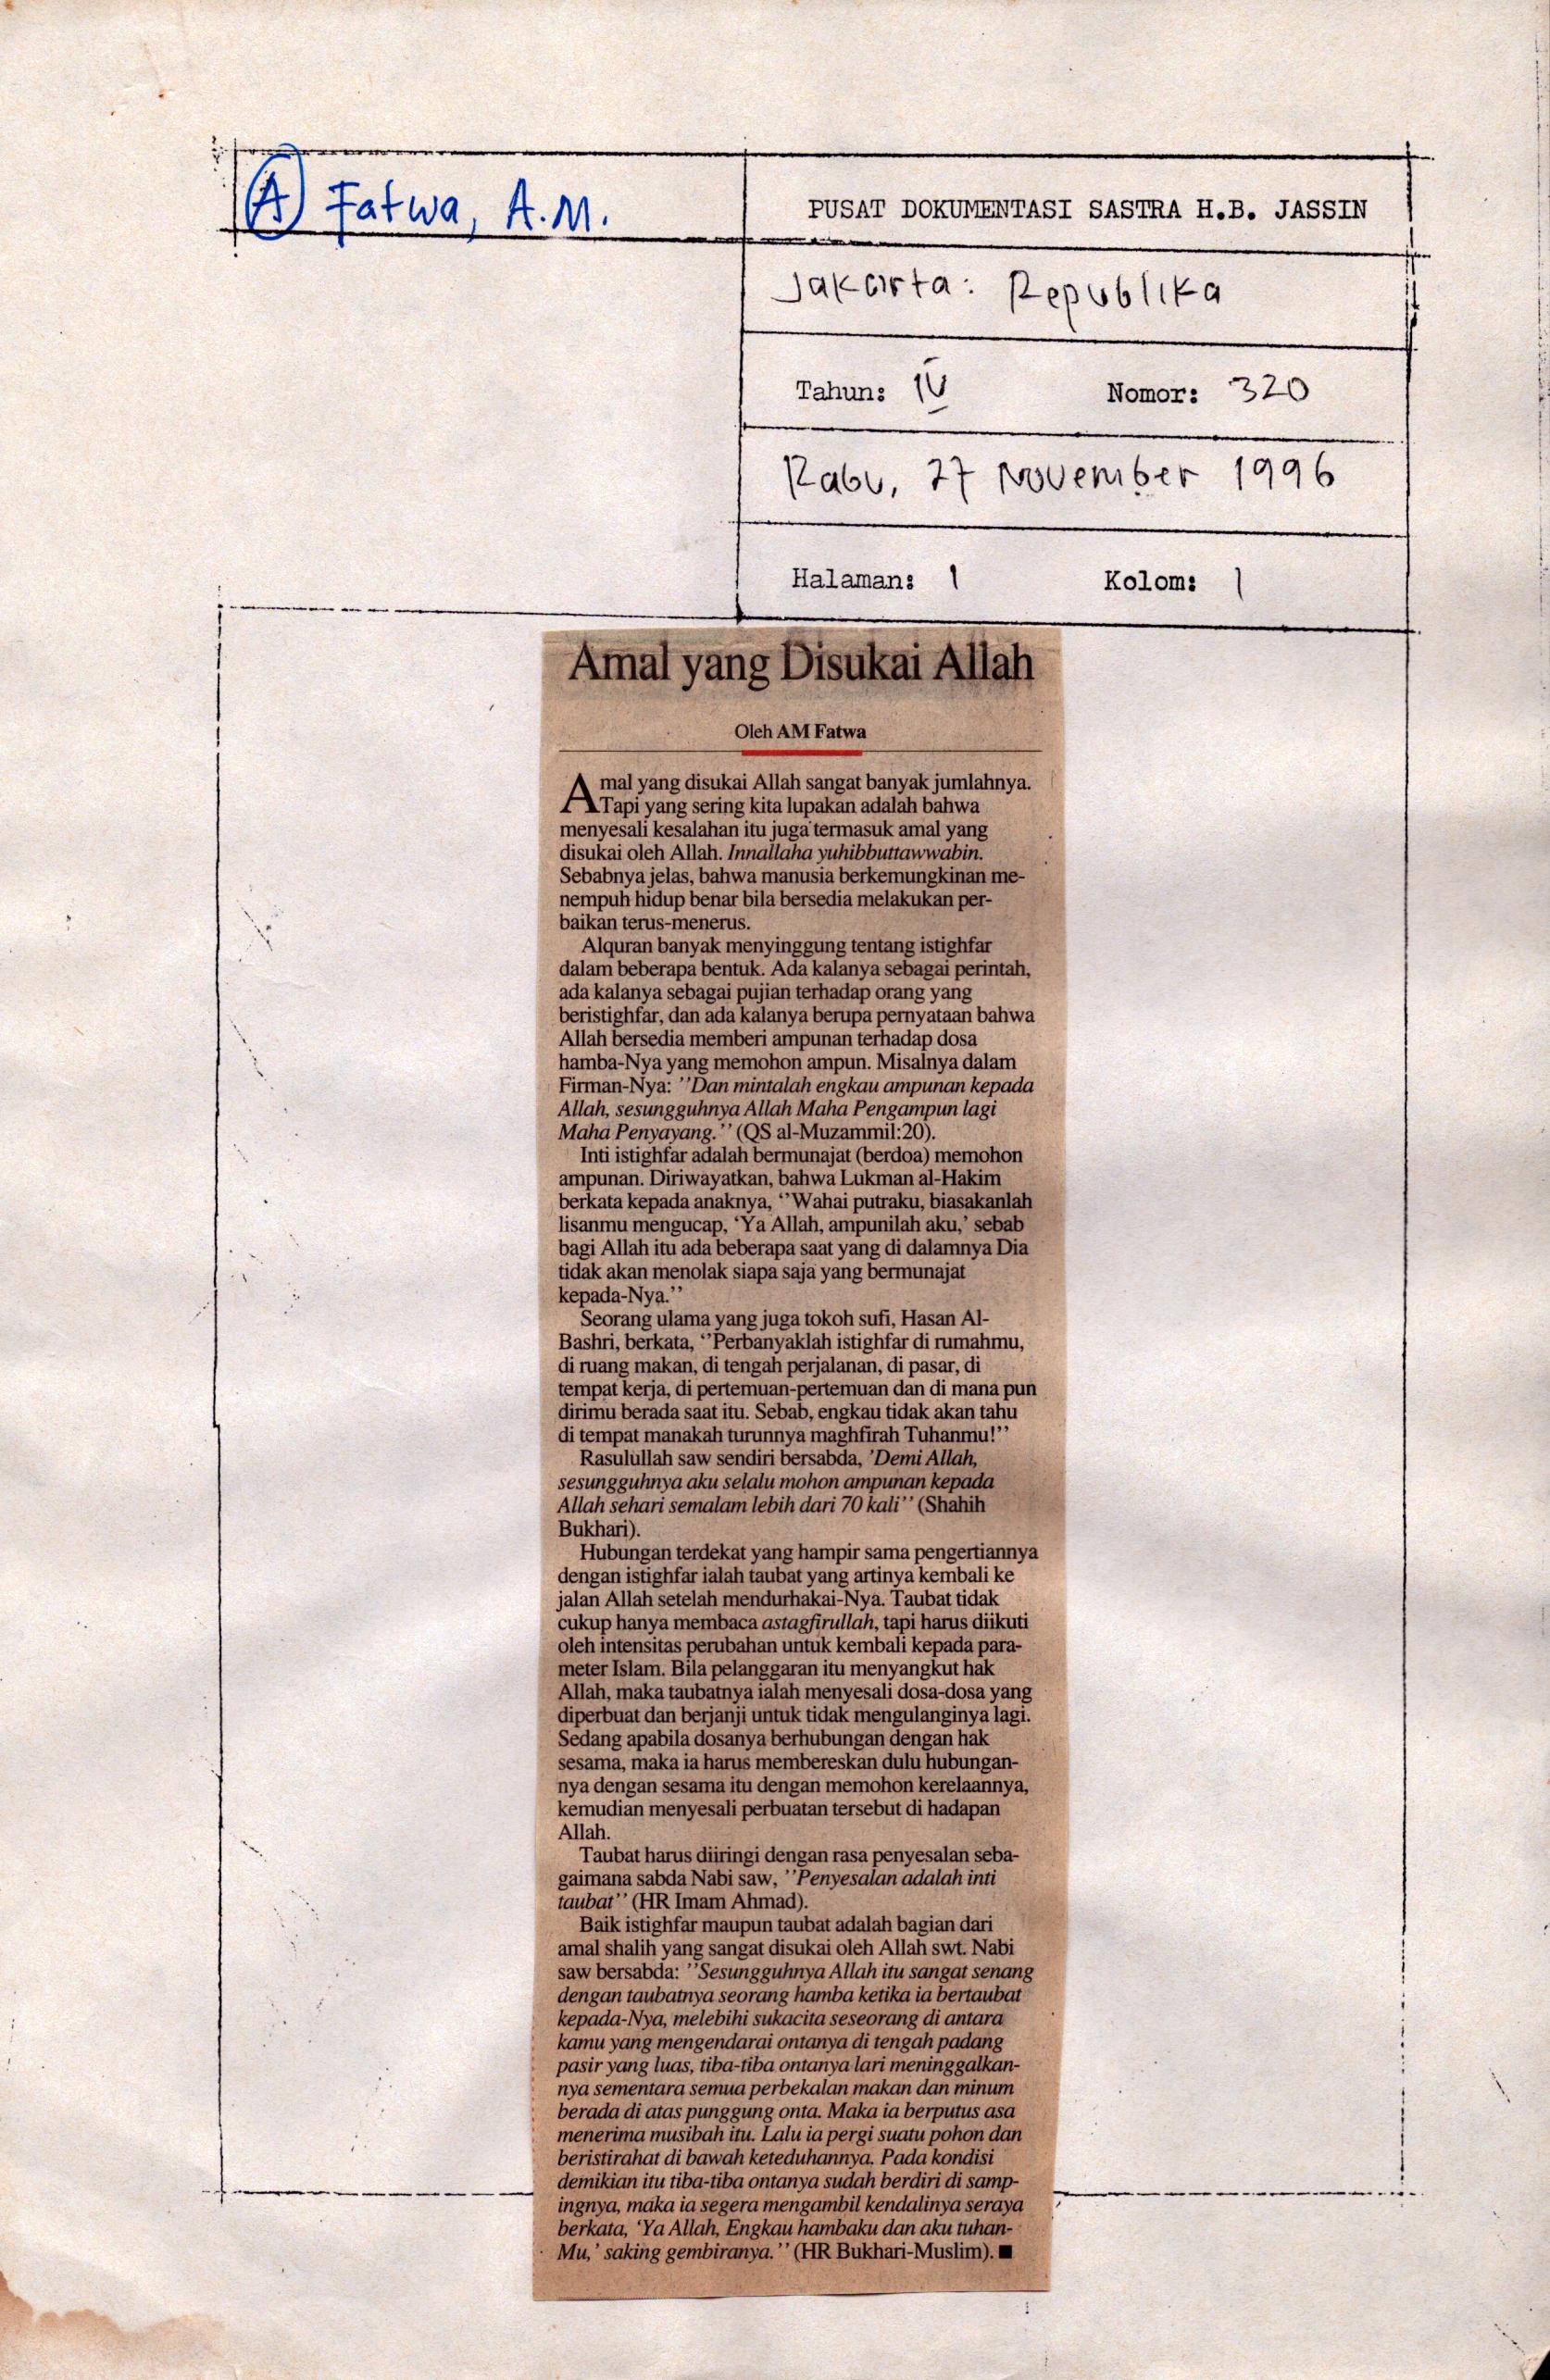 A Fatwa, A.M.
PUSAT DOKUMENTASI SASTRA H.B. JASSIN
Jakarta: Republika
Tahun: IV Nomor: 320
Rabu, 27 November 1996
Halaman: 1 Kolom: 1
Amal yang Disukai Allah
Oleh AM Fatwa
Amal yang disukai Allah sangat banyak jumlahnya.
Tapi yang sering kita lupakan adalah bahwa
menyesali kesalahan itu juga termasuk amal yang
disukai oleh Allah. Innallaha yuhibbuttawwabin.
Sebabnya jelas, bahwa manusia berkemungkinan me-
nempuh hidup benar bila bersedia melakukan per-
baikan terus-menerus.
Alquran banyak menyinggung tentang istighfar
dalam beberapa bentuk. Ada kalanya sebagai perintah,
ada kalanya sebagai pujian terhadap orang yang
beristighfar, dan ada kalanya berupa pernyataan bahwa
Allah bersedia memberi ampunan terhadap dosa
hamba-Nya yang memohon ampun. Misalnya dalam
Firman-Nya: ''Dan mintalah engkau ampunan kepada
Allah, sesungguhnya Allah Maha Pengampun lagi
Maha Penyayang.'' (QS al-Muzammil:20).
Inti istighfar adalah bermunajat (berdoa) memohon
ampunan. Diriwayatkan, bahwa Lukman al-Hakim
berkata kepada anaknya, ‘'Wahai putraku, biasakanlah
lisanmu mengucap, ‘Ya Allah, ampunilah aku,’ sebab
bagi Allah itu ada beberapa saat yang di dalamnya Dia
tidak akan menolak siapa saja yang bermunajat
kepada-Nya.''
Seorang ulama yang juga tokoh sufi, Hasan Al-
Bashri, berkata, ‘'Perbanyaklah istighfar di rumahmu,
di ruang makan, di tengah perjalanan, di pasar, di
tempat kerja, di pertemuan-pertemuan dan di mana pun
dirimu berada saat itu. Sebab, engkau tidak akan tahu
di tempat manakah turunnya maghfirah Tuhanmu!''
Rasulullah saw sendiri bersabda, 'Demi Allah,
sesungguhnya aku selalu mohon ampunan kepada
Allah sehari semalam lebih dari 70 kali'' (Shahih
Bukhari).
Hubungan terdekat yang hampir sama pengertiannya
dengan istighfar ialah taubat yang artinya kembali ke
jalan Allah setelah mendurhakai-Nya. Taubat tidak
cukup hanya membaca astagfirullah, tapi harus diikuti
oleh intensitas perubahan untuk kembali kepada para-
meter Islam. Bila pelanggaran itu menyangkut hak
Allah, maka taubatnya ialah menyesali dosa-dosa yang
diperbuat dan berjanji untuk tidak mengulanginya lagi.
Sedang apabila dosanya berhubungan dengan hak
sesama, maka ia harus membereskan dulu hubungan-
nya dengan sesama itu dengan memohon kerelaannya,
kemudian menyesali perbuatan tersebut di hadapan
Allah.
Taubat harus diiringi dengan rasa penyesalan seba-
gaimana sabda Nabi saw, ''Penyesalan adalah inti
taubat'' (HR Imam Ahmad).
Baik istighfar maupun taubat adalah bagian dari
amal shalih yang sangat disukai oleh Allah swt. Nabi
saw bersabda: ''Sesungguhnya Allah itu sangat senang
dengan taubatnya seorang hamba ketika ia bertaubat
kepada-Nya, melebihi sukacita seseorang di antara
kamu yang mengendarai ontanya di tengah padang
pasir yang luas, tiba-tiba ontanya lari meninggalkan-
nya sementara semua perbekalan makan dan minum
berada di atas punggung onta. Maka ia berputus asa
menerima musibah itu. Lalu ia pergi suatu pohon dan
beristirahat di bawah keteduhannya. Pada kondisi
demikian itu tiba-tiba ontanya sudah berdiri di samp-
ingnya, maka ia segera mengambil kendalinya seraya
berkata, ‘Ya Allah, Engkau hambaku dan aku tuhan-
Mu,’ saking gembiranya.'' (HR Bukhari-Muslim). ■